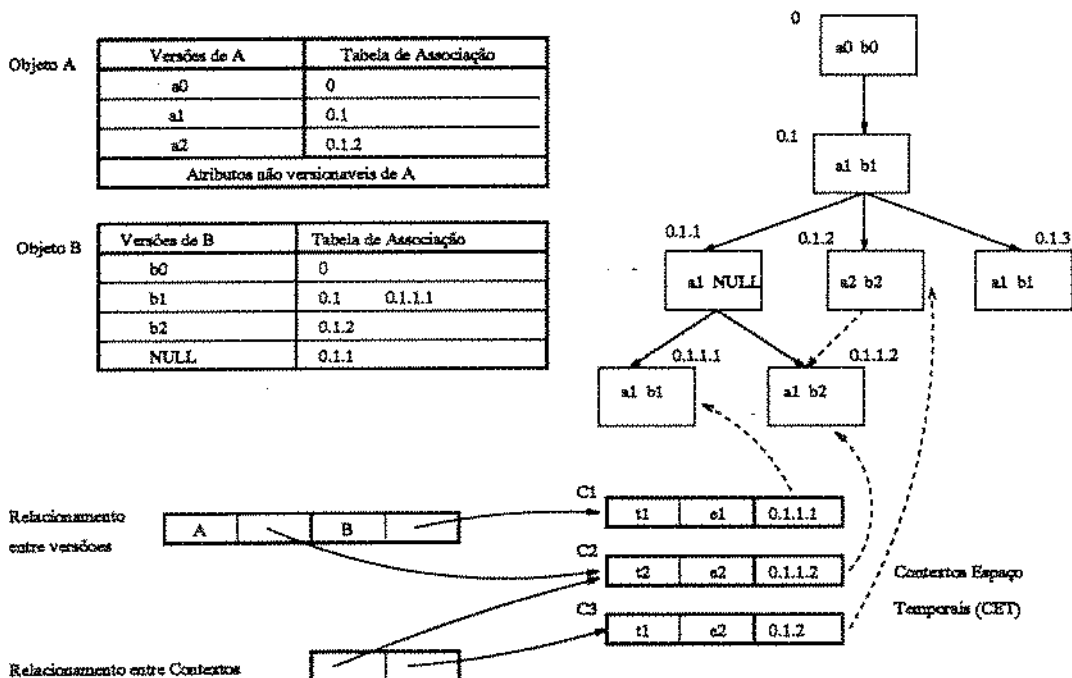 Objeto A
Versões de A Tabela de Associação
a0 0
a1 0.1
a2 0.1.2
Atributos não versionaveis de A
Objeto B
Versões de B Tabela de Associação
b0 0
b1 0.1 0.1.1.1
b2 0.1.2
NULL 0.1.1
0
a0 b0
0.1
a1 b1
0.1.1 0.1.2 0.1.3
a1 NULL a2 b2 a1 b1
0.1.1.1 0.1.1.2
a1 b1 a1 b2
Relacionamento
entre versões
A B
C1
t1 e1 0.1.1.1
C2
t2 e2 0.1.1.2
C3
t1 e2 0.1.2
Contextos Espaço
Temporais (CET)
Relacionamento entre Contextos